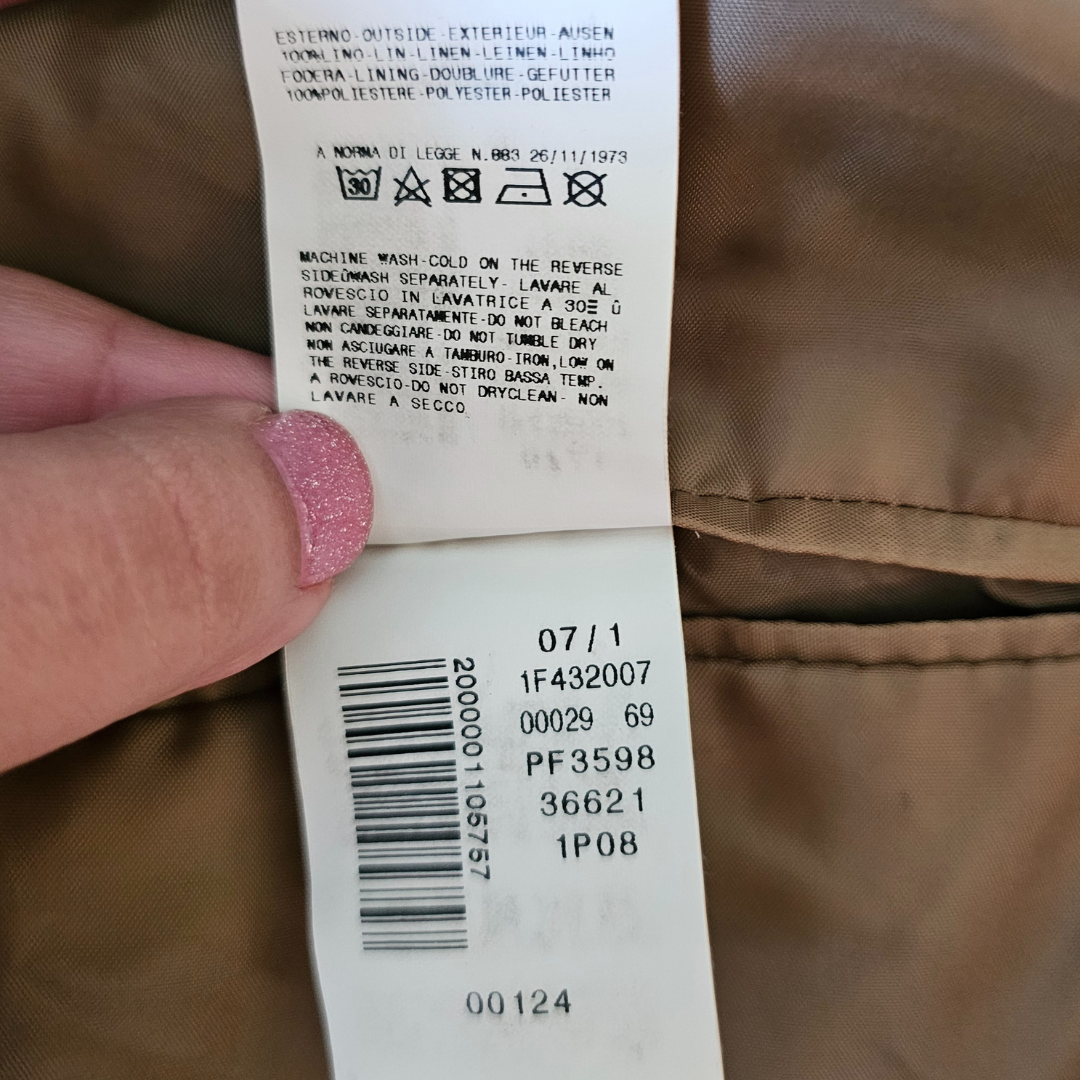 ESTERNO-OUTSIDE-EXTERIEUR-AUSEN
100%LINO-LIN-LINEN-LEINEN-LINHO
FODERA-LINING-DOUBLURE-GEFUTTER
100%POLIESTERE-POLYESTER-POLIESTER
A NORMA DI LEGGE N.883 26/11/1973
30
MACHINE WASH-COLD ON THE REVERSE
SIDEÛWASH SEPARATELY- LAVARE AL
ROVESCIO IN LAVATRICE A 30Ξ Û
LAVARE SEPARATAMENTE-DO NOT BLEACH
NON CANDEGGIARE-DO NOT TUMBLE DRY
NON ASCIUGARE A TAMBURO-IRON,LOW ON
THE REVERSE SIDE-STIRO BASSA TEMP.
A ROVESCIO-DO NOT DRYCLEAN- NON
LAVARE A SECCO
07/1
1F432007
00029 69
PF3598
36621
1P08
2000001105757
00124